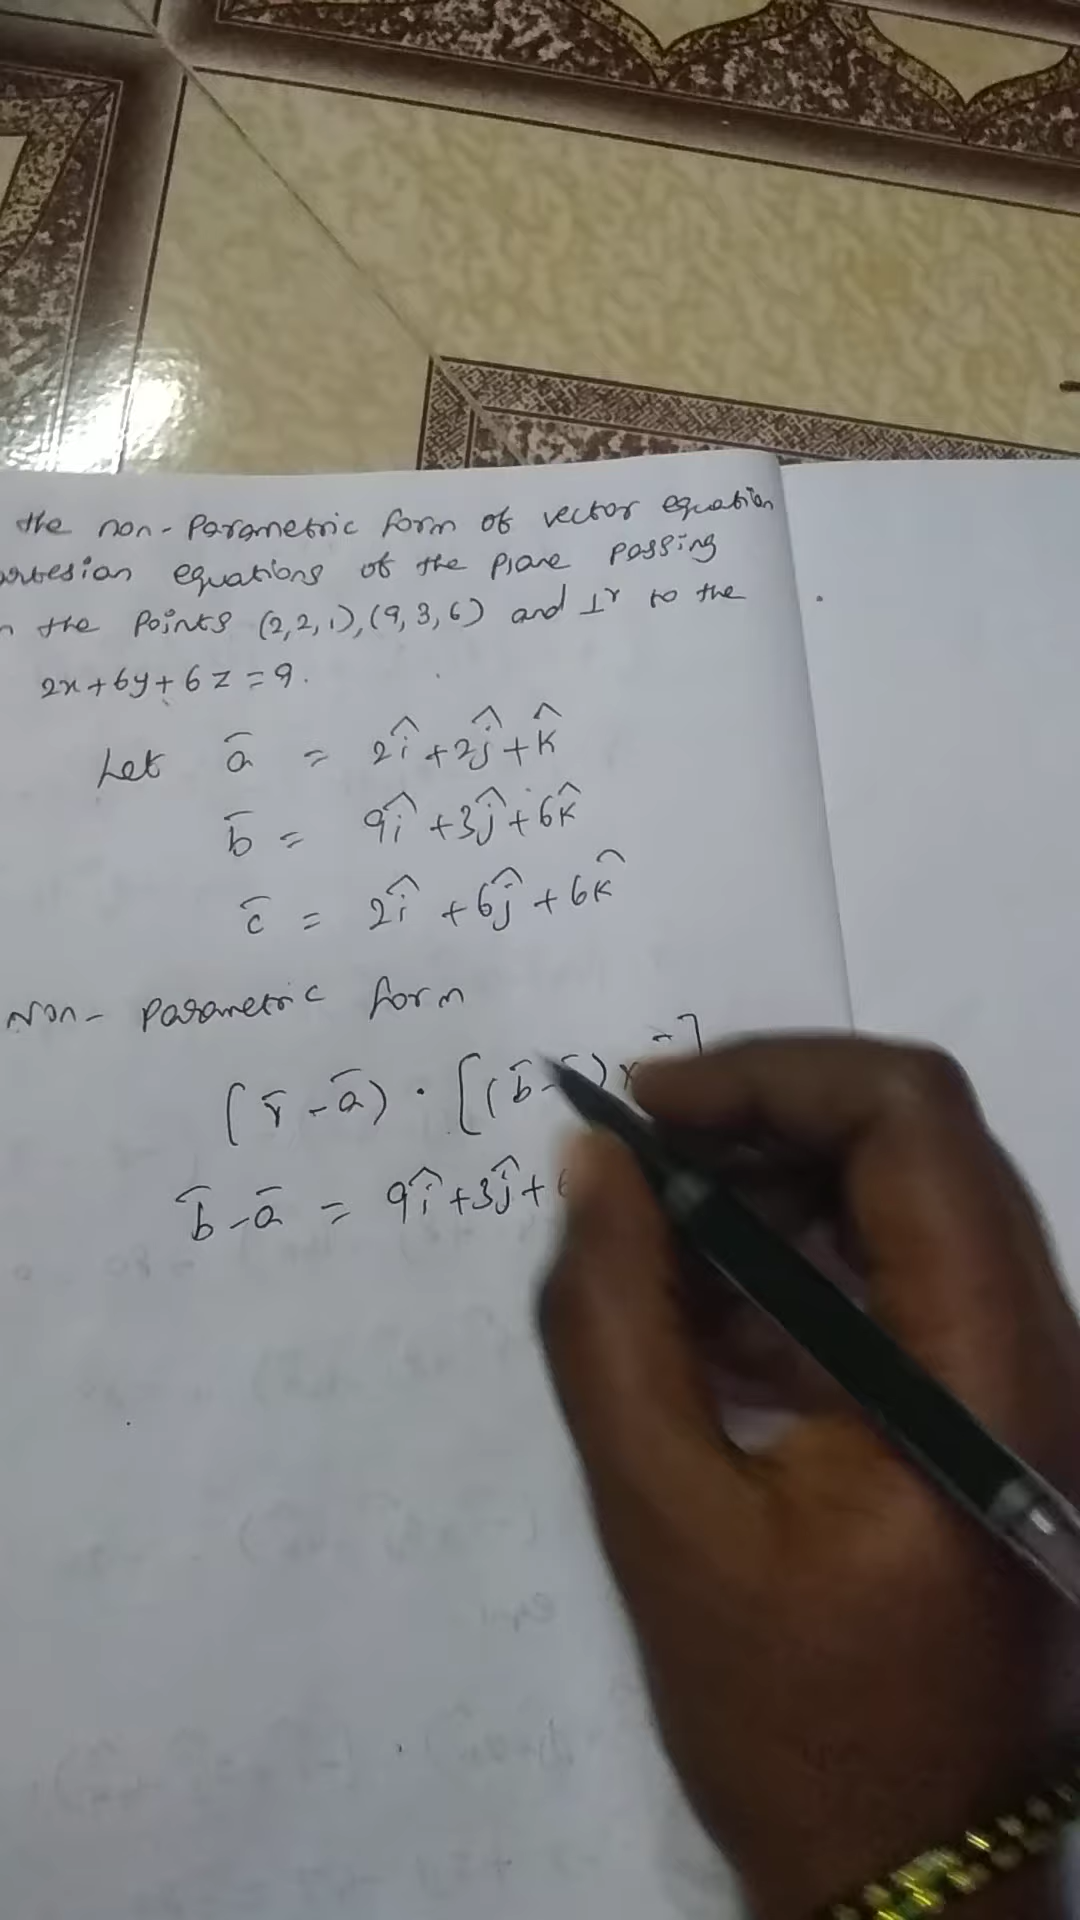 the non-parametric form of vector equation
equations of the plane passing
the points (2,2,1),(9,3,6) and ⊥r to the
2x+6y+6z=9.
Let a̅ = 2î+2ĵ+k̂
b̅ = 9î+3ĵ+6k̂
c̅ = 2î+6ĵ+6k̂
Non-parametric form
(r̅-a̅)·[(b̅- )x ]
b̅-a̅ = 9î+3ĵ+